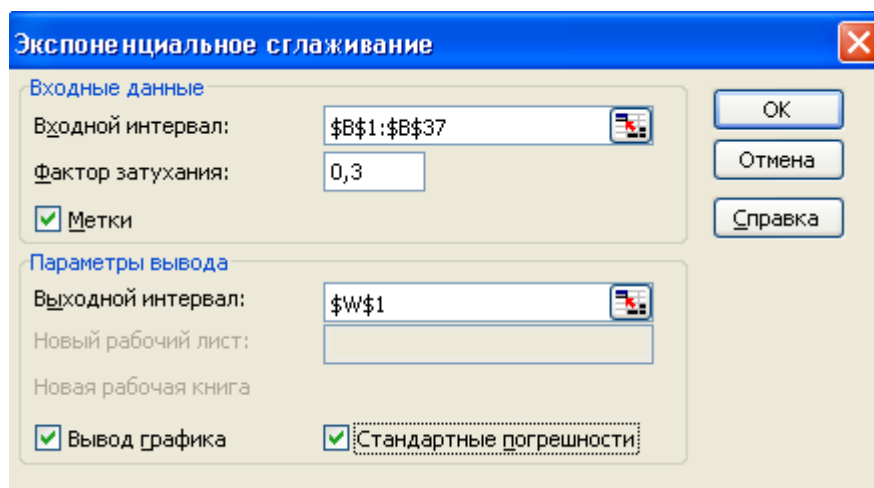 Экспоненциальное сглаживание
Входные данные
Входной интервал: $B$1:$B$37
Фактор затухания: 0,3
Метки
Параметры вывода
Выходной интервал: $W$1
Новый рабочий лист:
Новая рабочая книга
Вывод графика Стандартные погрешности
ОК
Отмена
Справка